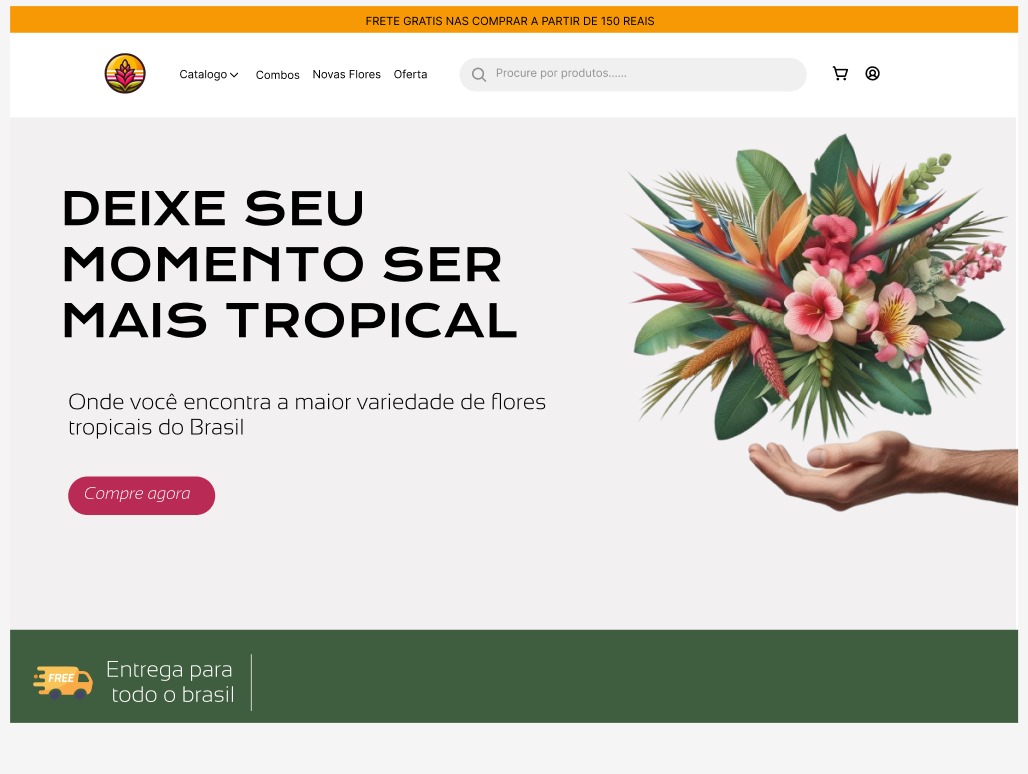 FRETE GRATIS NAS COMPRAR A PARTIR DE 150 REAIS
Catalogo Combos Novas Flores Oferta Procure por produtos......
DEIXE SEU
MOMENTO SER
MAIS TROPICAL
Onde você encontra a maior variedade de flores
tropicais do Brasil
Compre agora
FREE
Entrega para
todo o brasil